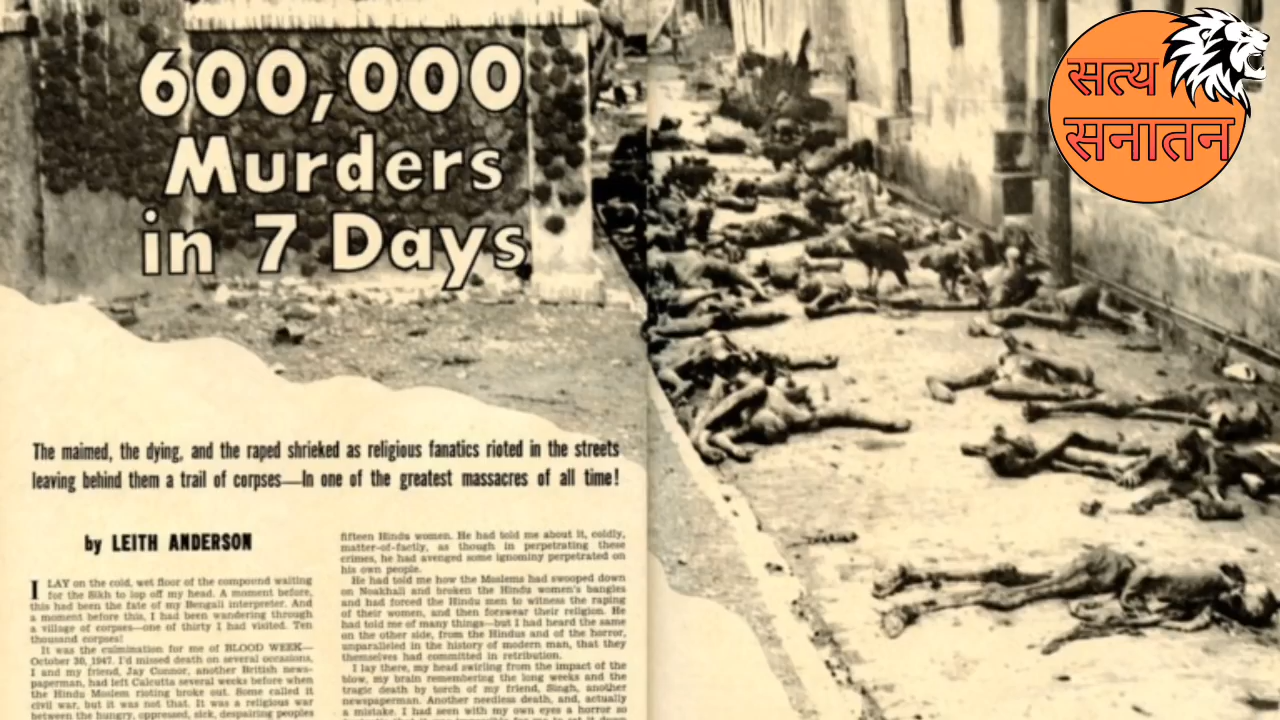 600,000
Murders
in 7 Days
सत्य
सनातन
The maimed, the dying, and the raped shrieked as religious fanatics rioted in the streets
leaving behind them a trail of corpses—In one of the greatest massacres of all time!
by LEITH ANDERSON
I LAY on the cold, wet floor of the compound waiting
for the Sikh to lop off my head. A moment before,
this had been the fate of my Bengali interpreter. And
a moment before this, I had been wandering through
a village of corpses—one of thirty I had visited. Ten
thousand corpses!
It was the culmination for me of BLOOD WEEK—
October 30, 1947. I'd missed death on several occasions,
I and my friend, Jay Connor, another British news-
paperman, had left Calcutta several weeks before when
the Hindu Moslem rioting broke out. Some called it
civil war, but it was not that. It was a religious war
between the hungry, oppressed, sick, despairing peoples
fifteen Hindu women. He had told me about it, coldly,
matter-of-factly, as though in perpetrating these
crimes, he had avenged some ignominy perpetrated on
his own people.
He had told me how the Moslems had swooped down
on Noakhali and broken the Hindu women's bangles
and had forced the Hindu men to witness the raping
of their women, and then forswear their religion. He
had told me of many things—but I had heard the same
on the other side, from the Hindus and of the horror,
unparalleled in the history of modern man, that they
themselves had committed in retribution.
I lay there, my head swirling from the impact of the
blow, my brain remembering the long weeks and the
tragic death by torch of my friend, Singh, another
newspaperman. Another needless death, and, actually
a mistake. I had seen with my own eyes a horror so